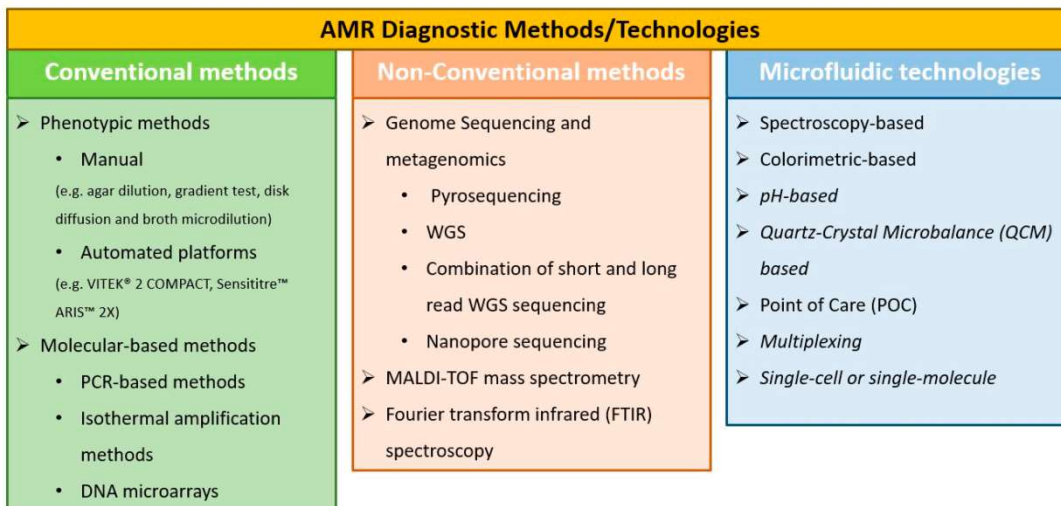 AMR Diagnostic Methods/Technologies
Conventional methods
➢ Phenotypic methods
• Manual
(e.g. agar dilution, gradient test, disk
diffusion and broth microdilution)
• Automated platforms
(e.g. VITEK® 2 COMPACT, Sensititre™
ARIS™ 2X)
➢ Molecular-based methods
• PCR-based methods
• Isothermal amplification
methods
• DNA microarrays
Non-Conventional methods
➢ Genome Sequencing and
metagenomics
• Pyrosequencing
• WGS
• Combination of short and long
read WGS sequencing
• Nanopore sequencing
➢ MALDI-TOF mass spectrometry
➢ Fourier transform infrared (FTIR)
spectroscopy
Microfluidic technologies
➢ Spectroscopy-based
➢ Colorimetric-based
➢ pH-based
➢ Quartz-Crystal Microbalance (QCM)
based
➢ Point of Care (POC)
➢ Multiplexing
➢ Single-cell or single-molecule